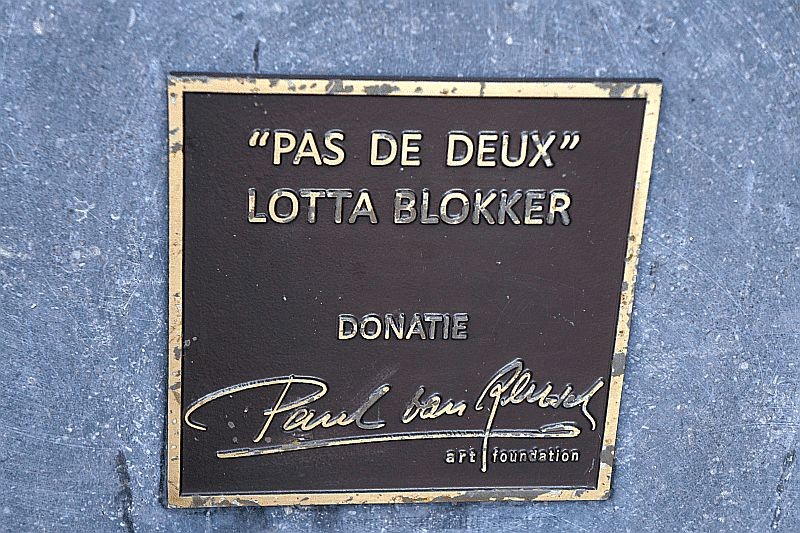 “PAS DE DEUX”
LOTTA BLOKKER
DONATIE
Paul van
art foundation